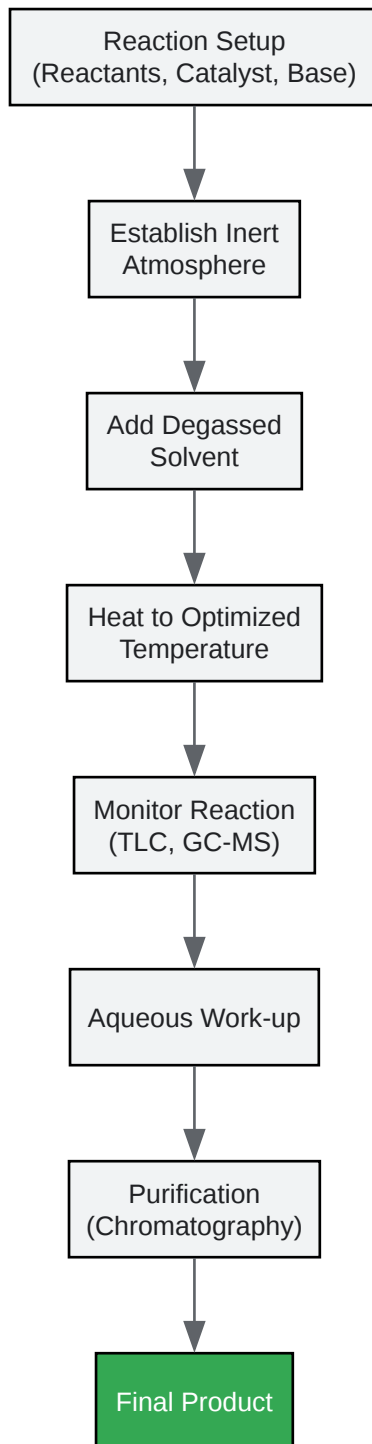 Reaction Setup
(Reactants, Catalyst, Base)
Establish Inert
Atmosphere
Add Degassed
Solvent
Heat to Optimized
Temperature
Monitor Reaction
(TLC, GC-MS)
Aqueous Work-up
Purification
(Chromatography)
Final Product